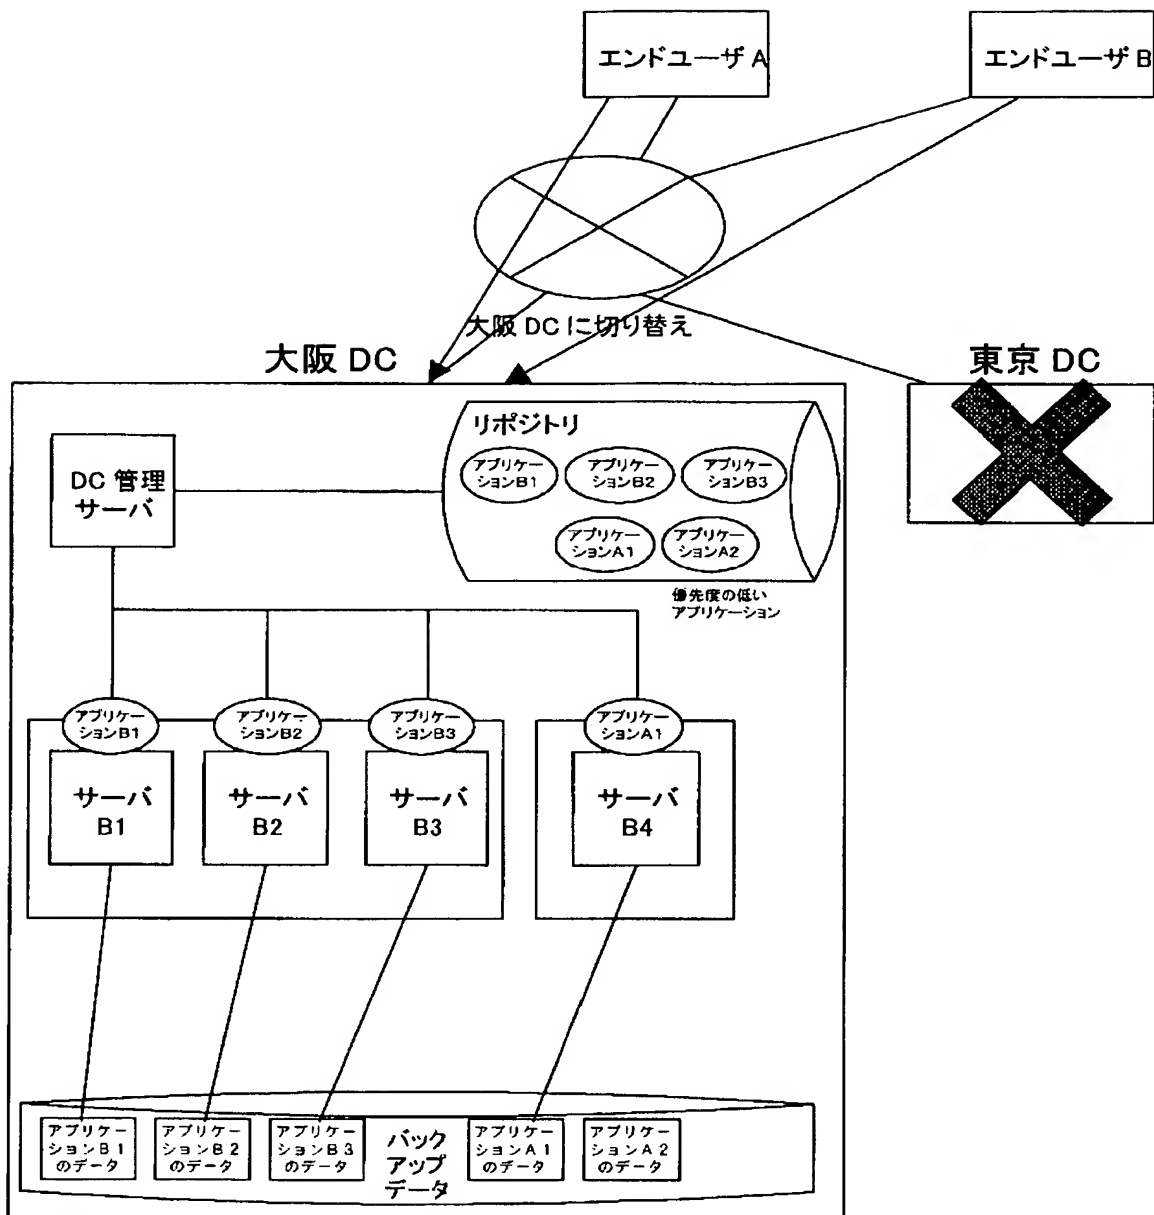 エンドユーザ A
エンドユーザ B
大阪 DC に切り替え
大阪 DC
東京 DC
リポジトリ
アプリケー
ションB1
アプリケー
ションB2
アプリケー
ションB3
アプリケー
ションA1
アプリケー
ションA2
DC 管理
サーバ
優先度の低い
アプリケーション
アプリケー
ションB1
アプリケー
ションB2
アプリケー
ションB3
アプリケー
ションA1
サーバ
B1
サーバ
B2
サーバ
B3
サーバ
B4
アプリケー
ションB1
のデータ
アプリケー
ションB2
のデータ
アプリケー
ションB3
のデータ
バック
アップ
データ
アプリケー
ションA1
のデータ
アプリケー
ションA2
のデータ